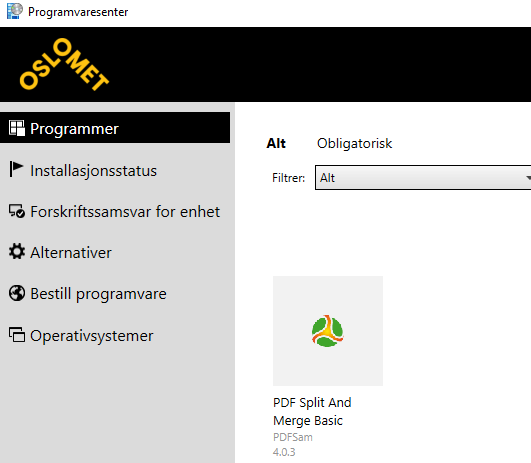 Programvaresenter
OSLOMET
Programmer
Installasjonsstatus
Forskriftssamsvar for enhet
Alternativer
Bestill programvare
Operativsystemer
Alt Obligatorisk
Filtrer: Alt
PDF Split And
Merge Basic
PDFSam
4.0.3